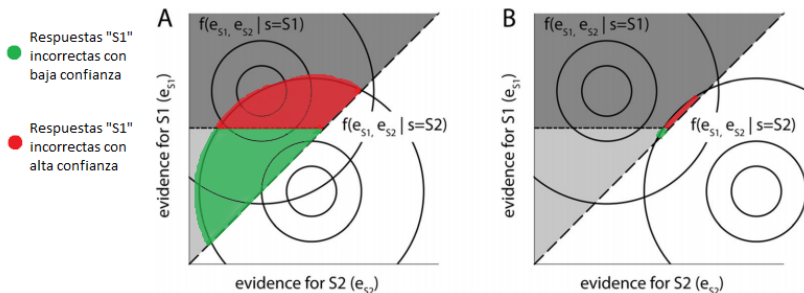 Respuestas "S1"
incorrectas con
baja confianza
Respuestas "S1"
incorrectas con
alta confianza
A
f(eS1, eS2 | s=S1)
f(eS1, eS2 | s=S2)
evidence for S1 (eS1)
evidence for S2 (eS2)
B
f(eS1, eS2 | s=S1)
f(eS1, eS2 | s=S2)
evidence for S1 (eS1)
evidence for S2 (eS2)